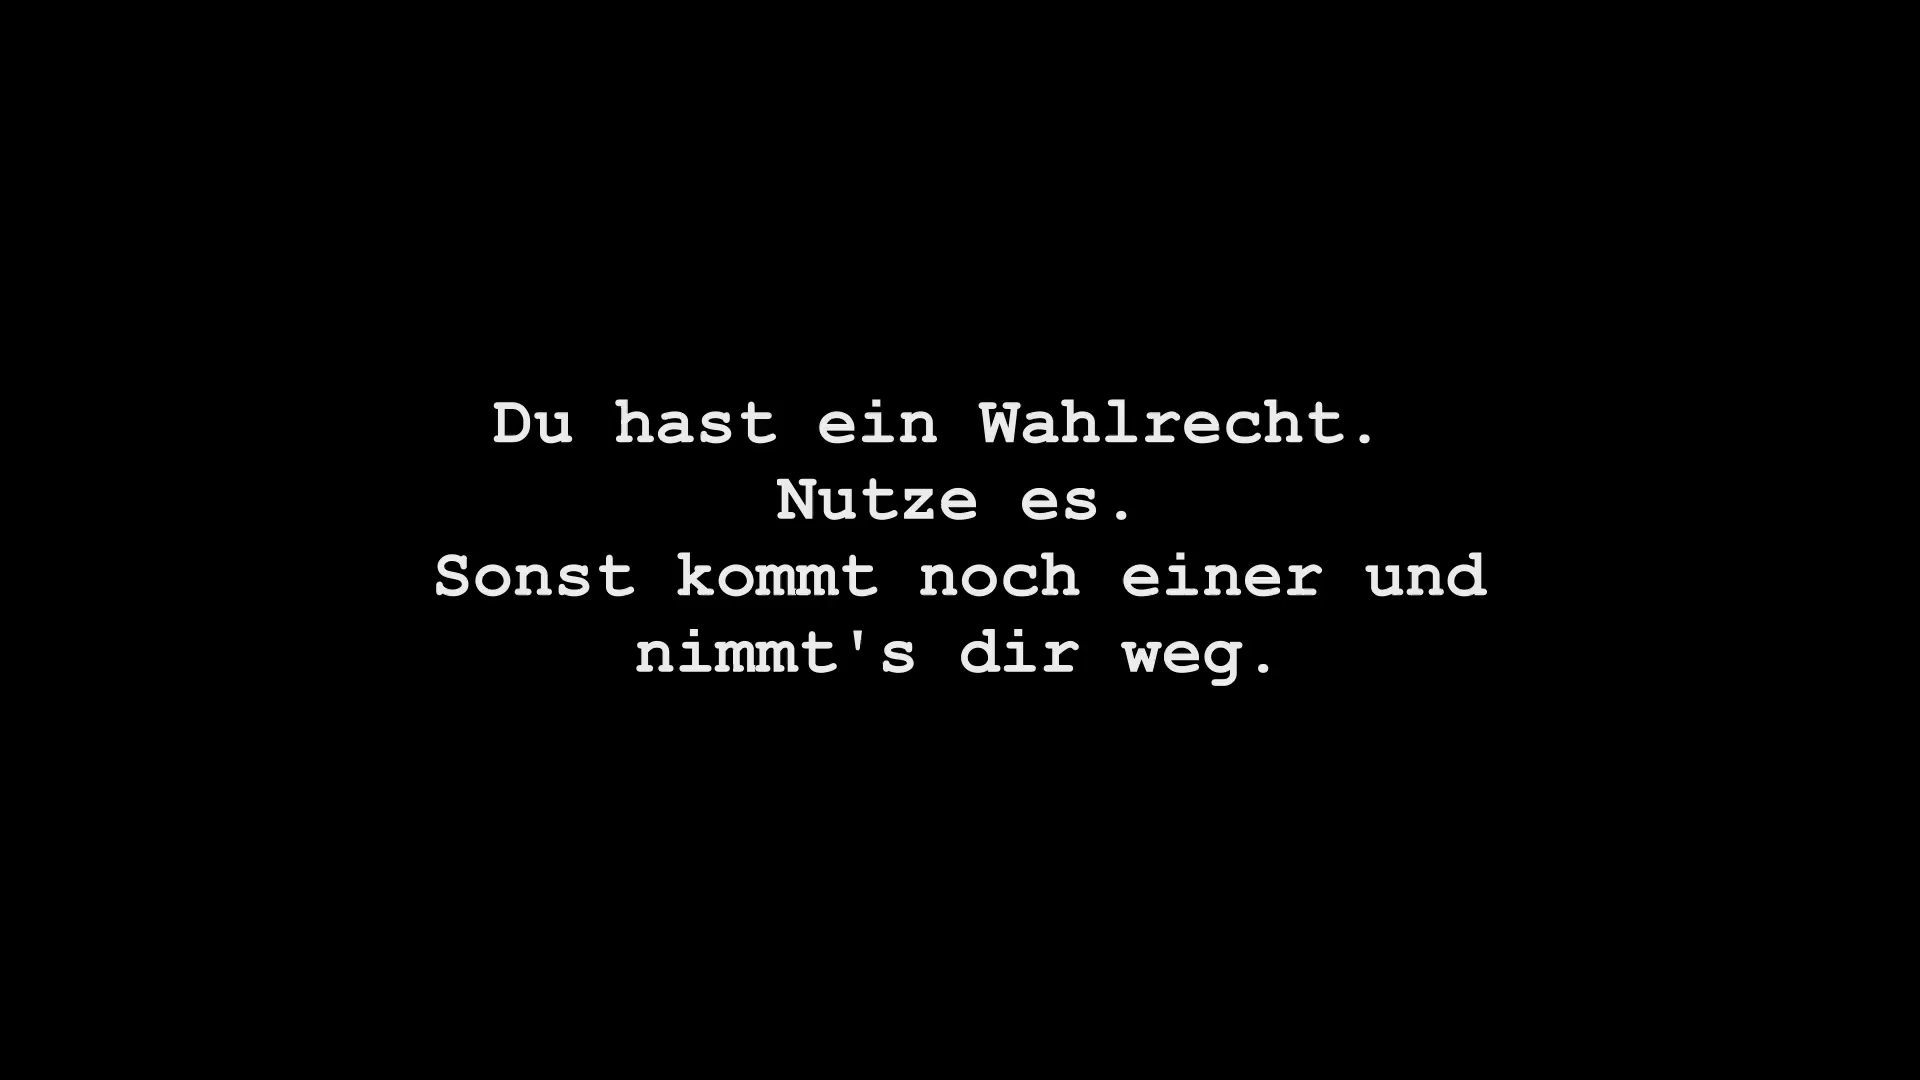 Du hast ein Wahlrecht.
Nutze es.
Sonst kommt noch einer und
nimmt's dir weg.